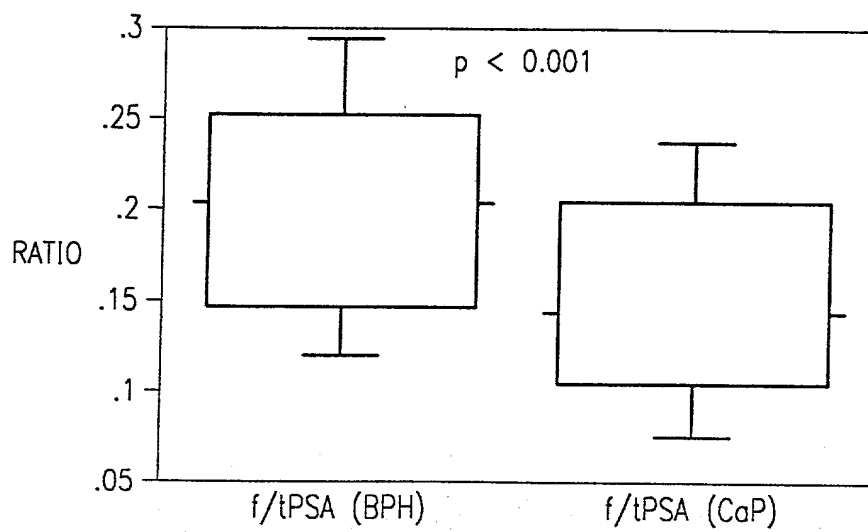 .3
p < 0.001
.25
.2
RATIO
.15
.1
.05
f/tPSA (BPH)
f/tPSA (CaP)